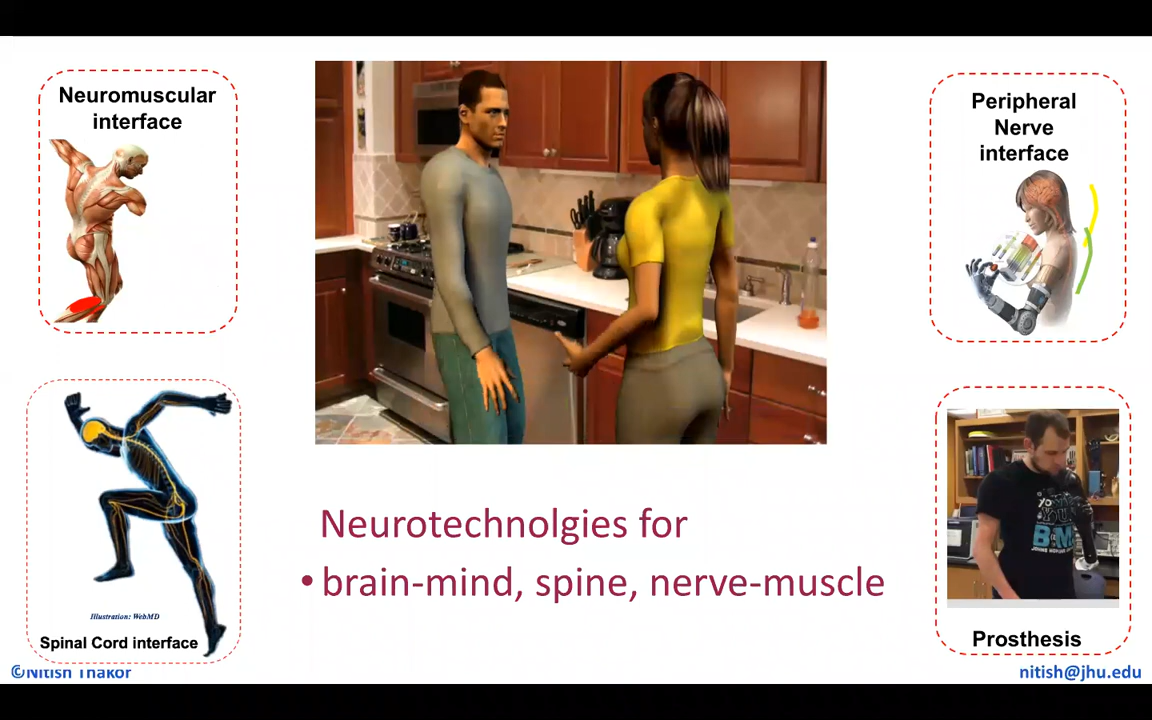 Neuromuscular
interface
Peripheral
Nerve
interface
Neurotechnolgies for
• brain-mind, spine, nerve-muscle
Illustration: WebMD
Spinal Cord interface
Prosthesis
©Nitish Thakor
nitish@jhu.edu